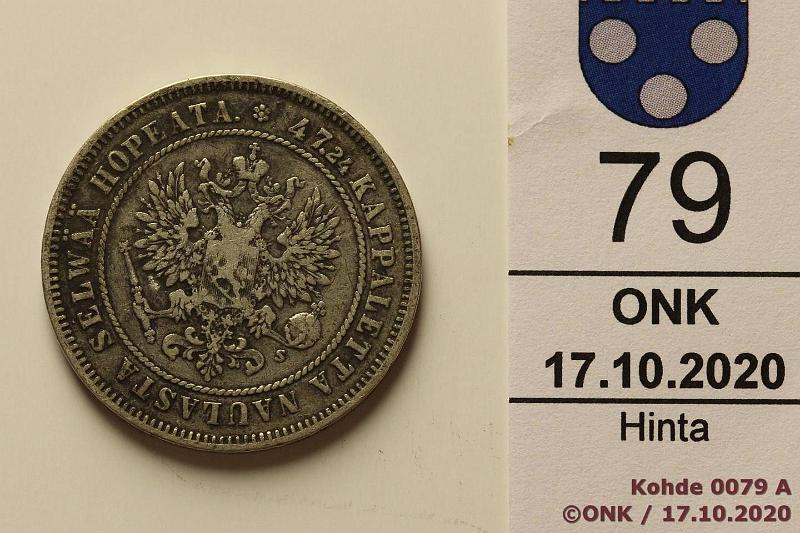 47.24 KAPPALETTA NAULASTA SELWÄÄ HOPEATA.
S
79
ONK
17.10.2020
Hinta
Kohde 0079 A
©ONK / 17.10.2020